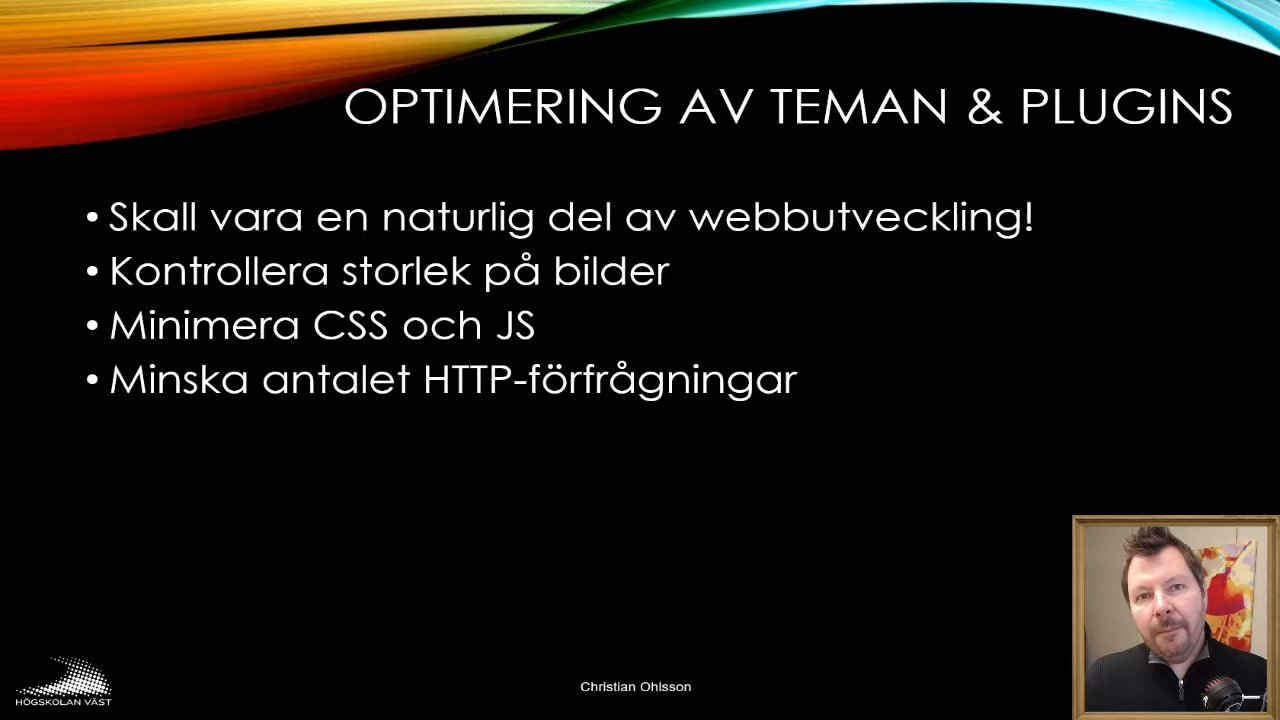 OPTIMERING AV TEMAN & PLUGINS
• Skall vara en naturlig del av webbutveckling!
• Kontrollera storlek på bilder
• Minimera CSS och JS
• Minska antalet HTTP-förfrågningar
HÖGSKOLAN VÄST
Christian Ohlsson